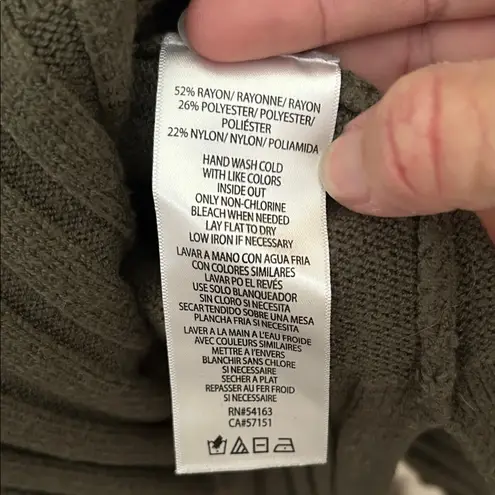 52% RAYON/ RAYONNE/ RAYON
26% POLYESTER/ POLYESTER/
POLIÉSTER
22% NYLON/ NYLON/ POLIAMIDA
HAND WASH COLD
WITH LIKE COLORS
INSIDE OUT
ONLY NON-CHLORINE
BLEACH WHEN NEEDED
LAY FLAT TO DRY
LOW IRON IF NECESSARY
LAVAR A MANO CON AGUA FRIA
CON COLORES SIMILARES
LAVAR PO EL REVÉS
USE SOLO BLANQUEADOR
SIN CLORO SI NECESITA
SECAR TENDIDO SOBRE UNA MESA
PLANCHA FRIA SI NECESITA
LAVER A LA MAIN A L'EAU FROIDE
AVEC COULEURS SIMILAIRES
METTRE A l'ENVERS
BLANCHIR SANS CHLORE
SI NECESSAIRE
SECHER A PLAT
REPASSER AU FER FROID
SI NECESSAIRE
RN#54163
CA#57151